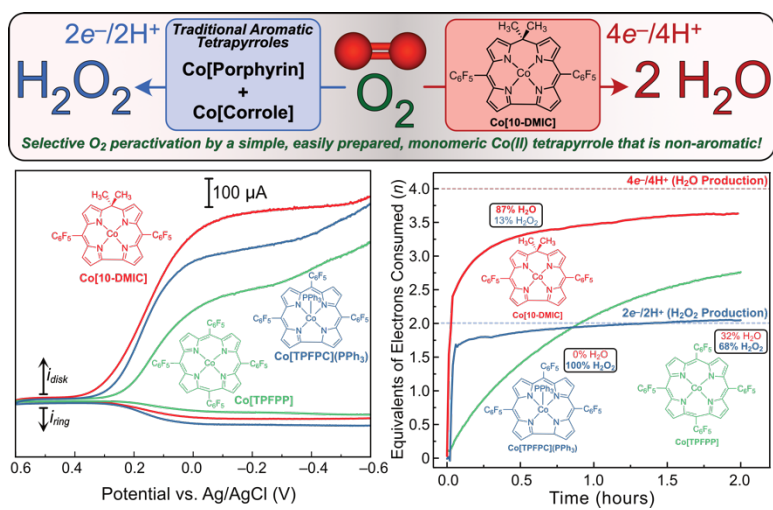 2e–/2H+
H2O2
Traditional Aromatic
Tetrapyrroles
Co[Porphyrin]
+
Co[Corrole]
O2
H3C CH3
C6F5 N N Co N N C6F5
Co[10-DMIC]
4e–/4H+
2 H2O
Selective O2 peractivation by a simple, easily prepared, monomeric Co(II) tetrapyrrole that is non-aromatic!
100 µA
H3C CH3
C6F5 N N Co N N C6F5
Co[10-DMIC]
C6F5
C6F5 N N PPh3 Co N N C6F5
Co[TPFPC](PPh3)
C6F5
C6F5 N N Co N N C6F5
C6F5
Co[TPFPP]
idisk
iring
0.6 0.4 0.2 0.0 −0.2 −0.4 −0.6
Potential vs. Ag/AgCl (V)
Equivalents of Electrons Consumed (n)
4.0
3.5
3.0
2.5
2.0
1.5
1.0
0.5
0
4e–/4H+ (H2O Production)
87% H2O
13% H2O2
H3C CH3
C6F5 N N Co N N C6F5
Co[10-DMIC]
2e–/2H+ (H2O2 Production)
0% H2O
100% H2O2
C6F5
C6F5 N N PPh3 Co N N C6F5
Co[TPFPC](PPh3)
32% H2O
68% H2O2
C6F5
C6F5 N N Co N N C6F5
C6F5
Co[TPFPP]
0 0.5 1.0 1.5 2.0
Time (hours)